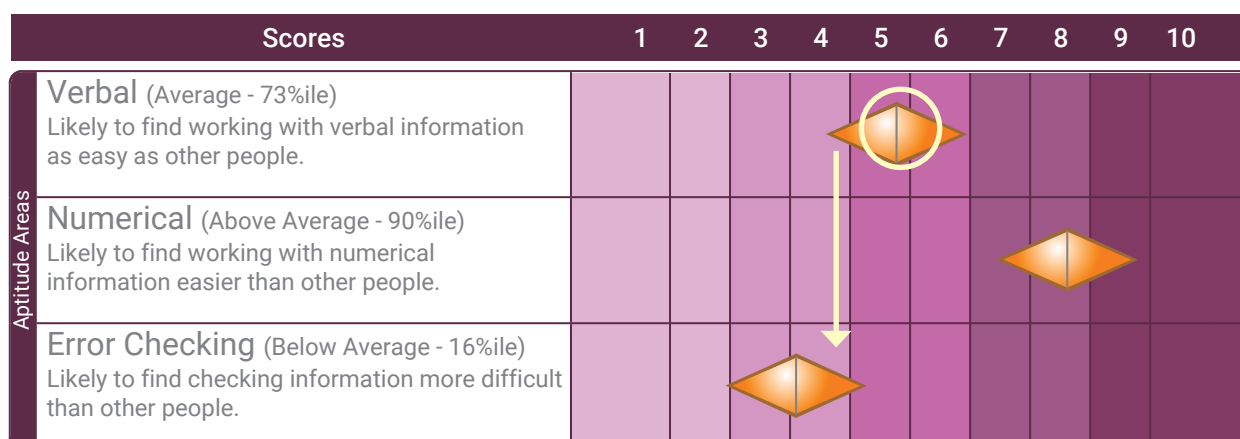 Scores 1 2 3 4 5 6 7 8 9 10
Aptitude Areas
Verbal (Average - 73%ile)
Likely to find working with verbal information
as easy as other people.
Numerical (Above Average - 90%ile)
Likely to find working with numerical
information easier than other people.
Error Checking (Below Average - 16%ile)
Likely to find checking information more difficult
than other people.